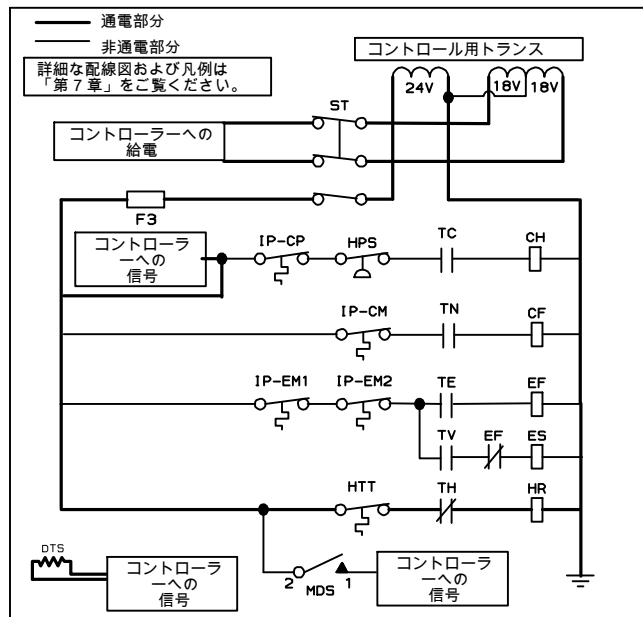 通電部分
非通電部分
詳細な配線図および凡例は
「第7章」をご覧ください。
コントロール用トランス
24V
18V
18V
ST
コントローラーへの
給電
F3
コントローラ
ーへの
信号
IP-CP
HPS
TC
CH
IP-CM
TN
CF
IP-EM1
IP-EM2
TE
EF
TV
EF
ES
HTT
TH
HR
DTS
コントローラ
ーへの
信号
2
MDS
1
コントローラ
ーへの
信号